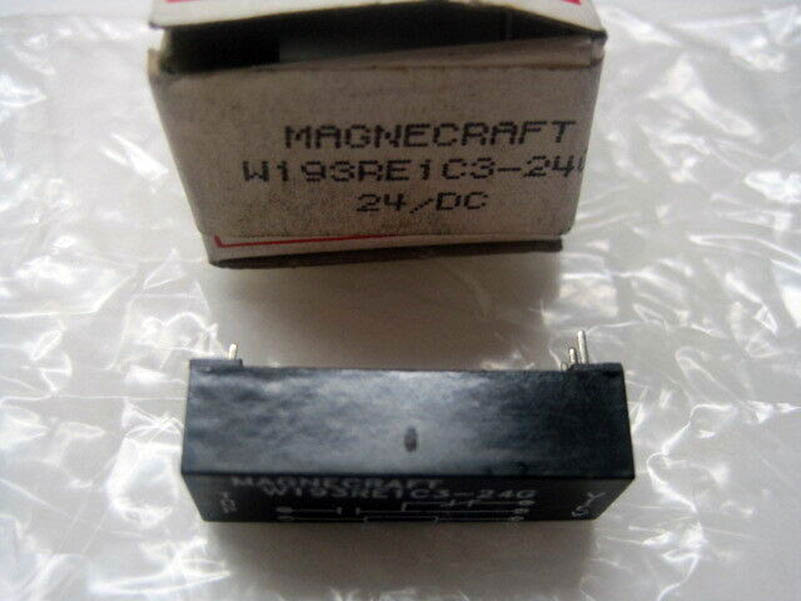 MAGNECRAFT
W193RE1C3-24
24/DC
MAGNECRAFT
W193RE1C3-24G